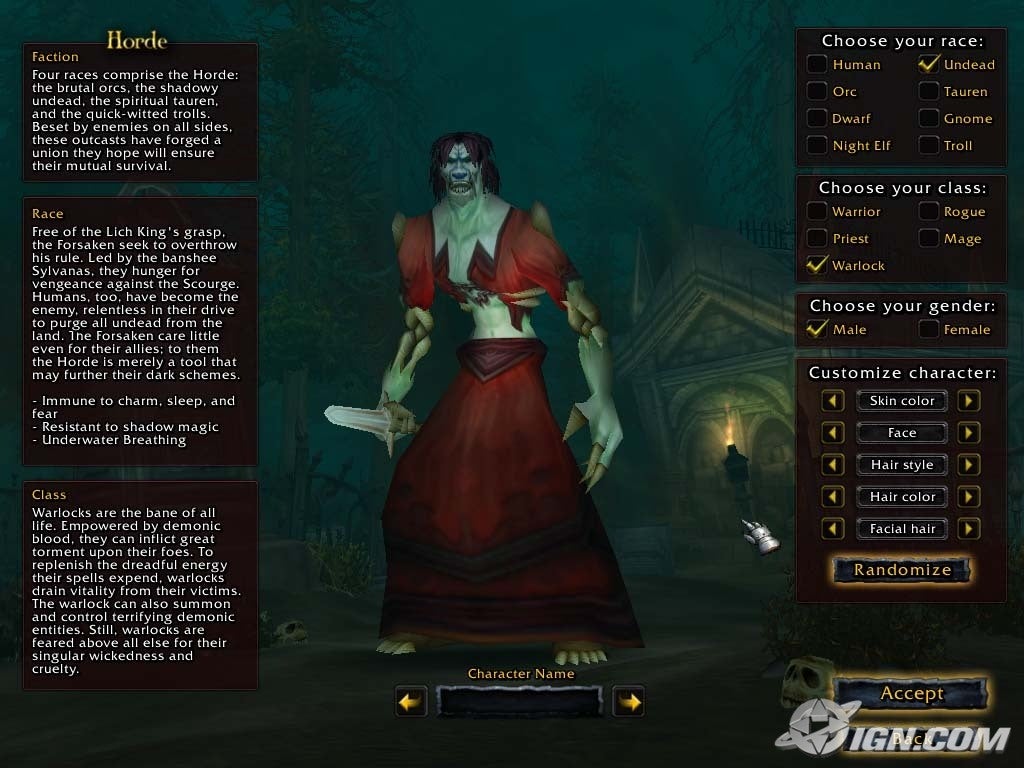 Horde
Faction
Four races comprise the Horde:
the brutal orcs, the shadowy
undead, the spiritual tauren,
and the quick-witted trolls.
Beset by enemies on all sides,
these outcasts have forged a
union they hope will ensure
their mutual survival.
Race
Free of the Lich King's grasp,
the Forsaken seek to overthrow
his rule. Led by the banshee
Sylvanas, they hunger for
vengeance against the Scourge.
Humans, too, have become the
enemy, relentless in their drive
to purge all undead from the
land. The Forsaken care little
even for their allies; to them
the Horde is merely a tool that
may further their dark schemes.
- Immune to charm, sleep, and
fear
- Resistant to shadow magic
- Underwater Breathing
Class
Warlocks are the bane of all
life. Empowered by demonic
blood, they can inflict great
torment upon their foes. To
replenish the dreadful energy
their spells expend, warlocks
drain vitality from their victims.
The warlock can also summon
and control terrifying demonic
entities. Still, warlocks are
feared above all else for their
singular wickedness and
cruelty.
Character Name
Choose your race:
Human Undead
Orc Tauren
Dwarf Gnome
Night Elf Troll
Choose your class:
Warrior Rogue
Priest Mage
Warlock
Choose your gender:
Male Female
Customize character:
Skin color
Face
Hair style
Hair color
Facial hair
Randomize
Accept
Back
IGN.COM